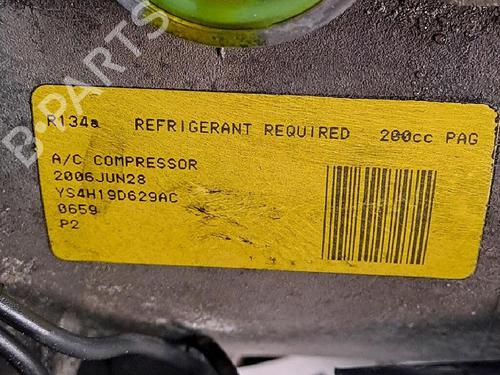 B-PARTS
R134a REFRIGERANT REQUIRED 200cc PAG
A/C COMPRESSOR
2006JUN28
YS4H19D629AC
0659
P2